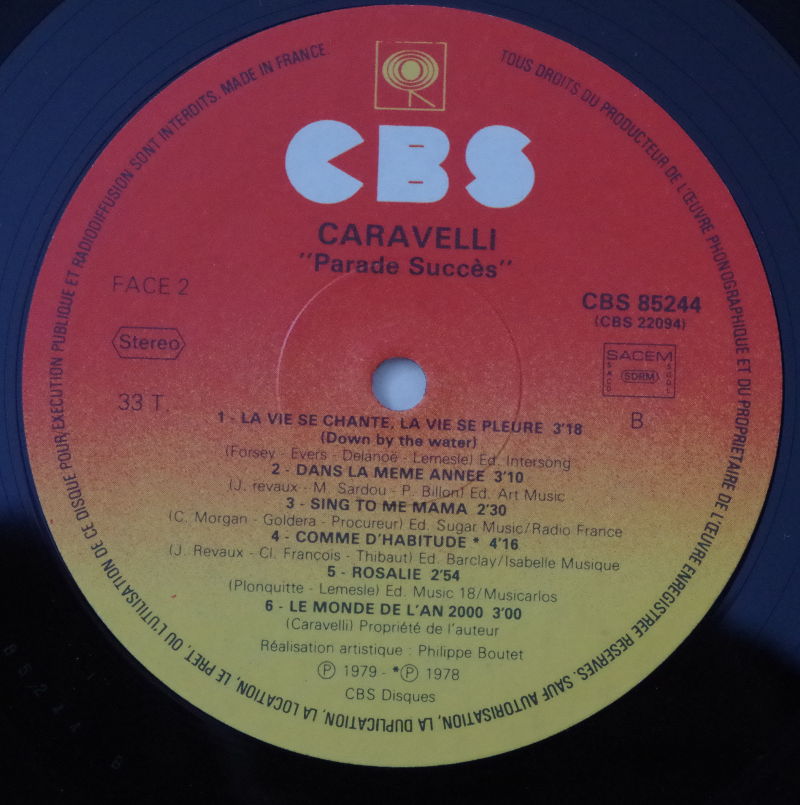 TOUS DROITS DU PRODUCTEUR DE L'ŒUVRE PHONOGRAPHIQUE ET DU PROPRIETAIRE DE L'ŒUVRE ENREGISTREE RESERVES. SAUF AUTORISATION, LA DUPLICATION, LA LOCATION, LE PRET, OU L'UTILISATION DE CE DISQUE POUR EXECUTION PUBLIQUE ET RADIODIFFUSION SONT INTERDITS. MADE IN FRANCE.
CBS
CARAVELLI
"Parade Succès"
FACE 2
CBS 85244
(CBS 22094)
Stereo
SACEM
SACD SDRM SGDL
33 T.
B
1 - LA VIE SE CHANTE, LA VIE SE PLEURE 3'18
(Down by the water)
(Forsey - Evers - Delanoë - Lemesle) Ed. Intersong
2 - DANS LA MEME ANNEE 3'10
(J. revaux - M. Sardou - P. Billon) Ed. Art Music
3 - SING TO ME MAMA 2'30
(C. Morgan - Goldera - Procureur) Ed. Sugar Music/Radio France
4 - COMME D'HABITUDE * 4'16
(J. Revaux - Cl. François - Thibaut) Ed. Barclay/Isabelle Musique
5 - ROSALIE 2'54
(Plonquitte - Lemesle) Ed. Music 18/Musicarlos
6 - LE MONDE DE L'AN 2000 3'00
(Caravelli) Propriété de l'auteur
Réalisation artistique : Philippe Boutet
Ⓟ 1979 - *Ⓟ 1978
CBS Disques